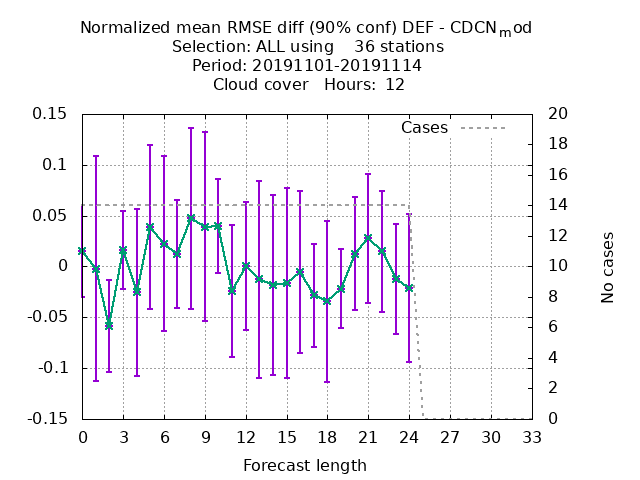 Normalized mean RMSE diff (90% conf) DEF - CDCNmod
Selection: ALL using    36 stations
Period: 20191101-20191114
Cloud cover   Hours:  12
Cases
0.15
0.1
0.05
0
-0.05
-0.1
-0.15
20
18
16
14
12
10
8
6
4
2
0
No cases
0 3 6 9 12 15 18 21 24 27 30 33
Forecast length